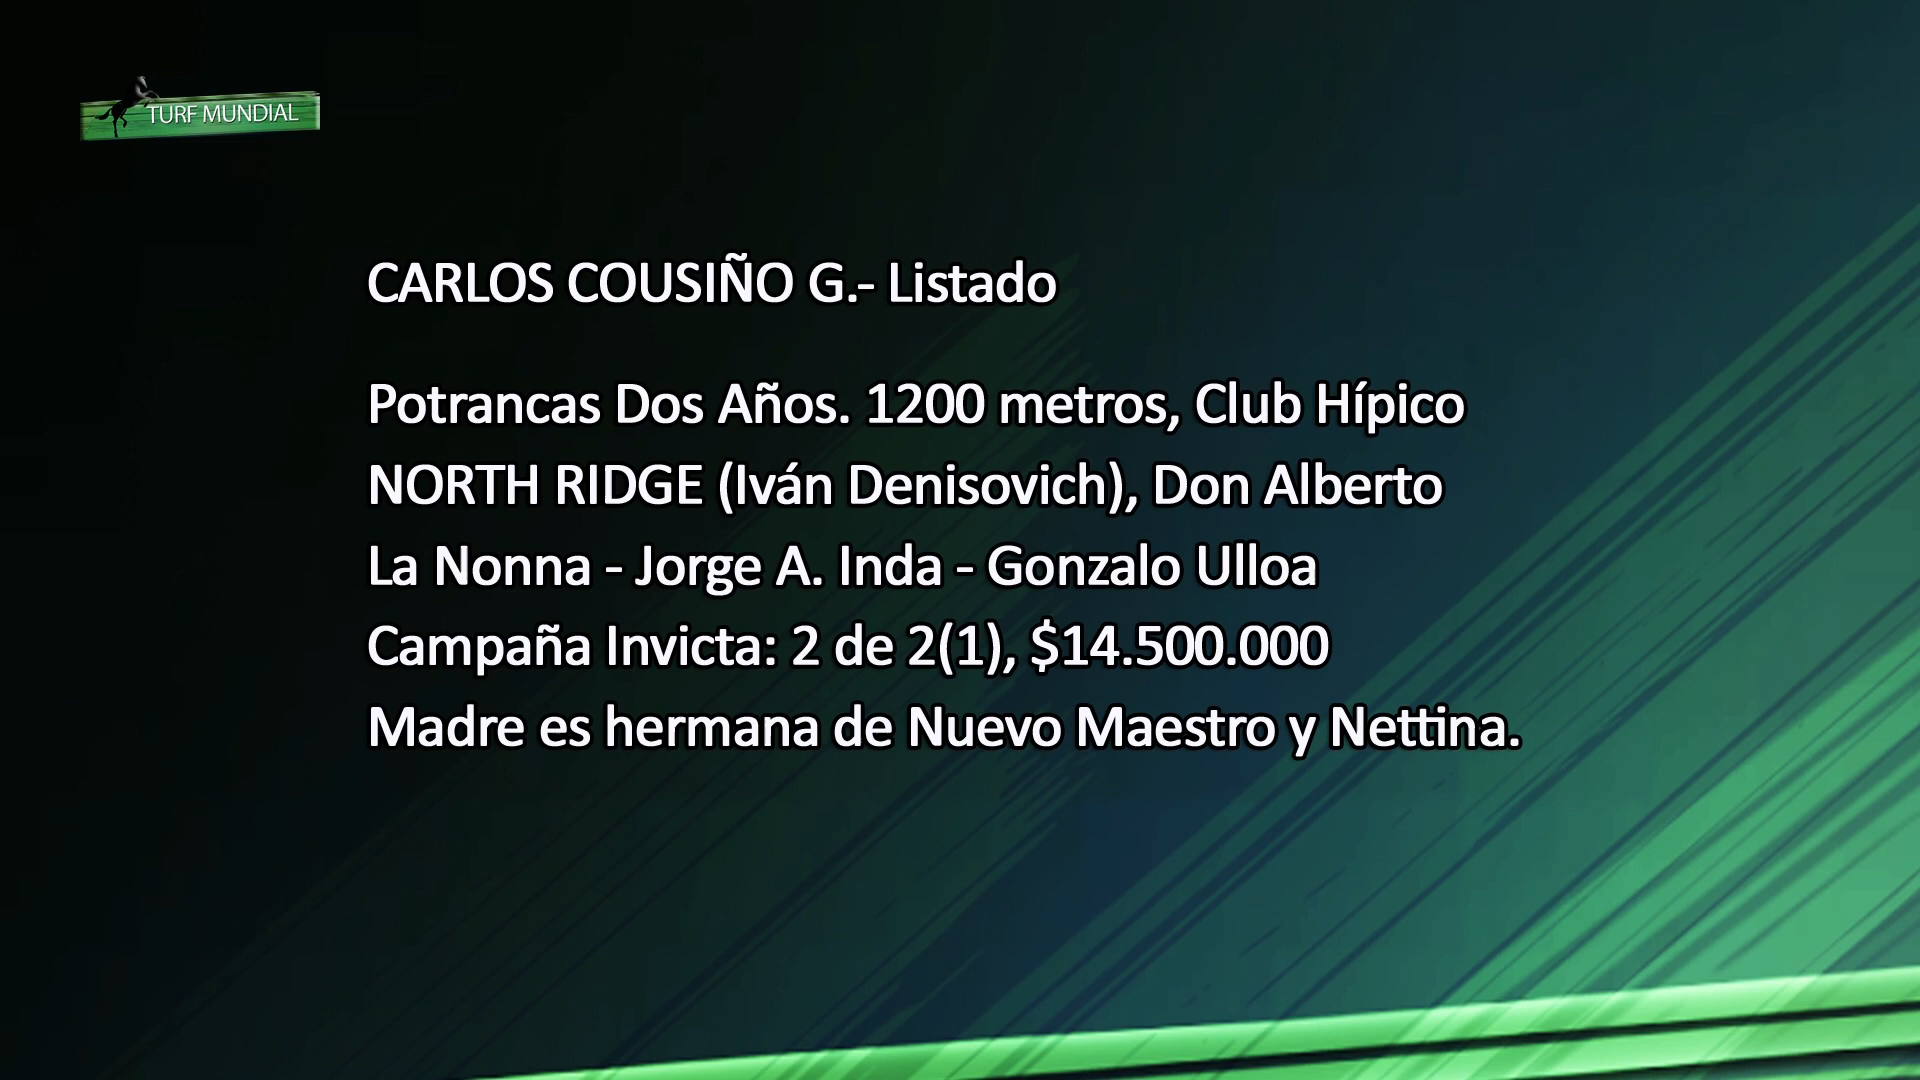 TURF MUNDIAL
CARLOS COUSIÑO G.- Listado
Potrancas Dos Años. 1200 metros, Club Hípico
NORTH RIDGE (Iván Denisovich), Don Alberto
La Nonna - Jorge A. Inda - Gonzalo Ulloa
Campaña Invicta: 2 de 2(1), $14.500.000
Madre es hermana de Nuevo Maestro y Nettina.